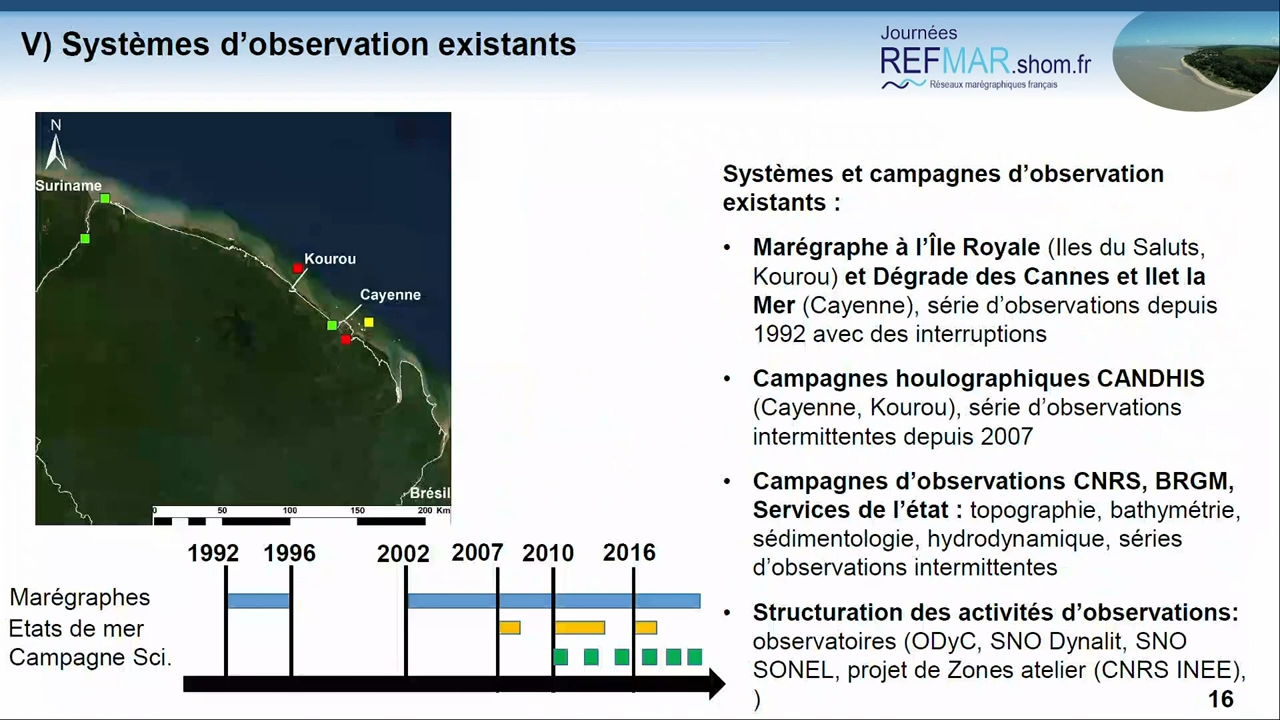 V) Systèmes d’observation existants
Journées
REFMAR.shom.fr
Réseaux marégraphiques français
N
Suriname
Kourou
Cayenne
Brésil
0 50 100 150 200 Km
1992 1996 2002 2007 2010 2016
Marégraphes
Etats de mer
Campagne Sci.
Systèmes et campagnes d’observation
existants :
• Marégraphe à l’Île Royale (Iles du Saluts,
Kourou) et Dégrade des Cannes et Ilet la
Mer (Cayenne), série d’observations depuis
1992 avec des interruptions
• Campagnes houlographiques CANDHIS
(Cayenne, Kourou), série d’observations
intermittentes depuis 2007
• Campagnes d’observations CNRS, BRGM,
Services de l’état : topographie, bathymétrie,
sédimentologie, hydrodynamique, séries
d’observations intermittentes
• Structuration des activités d’observations:
observatoires (ODyC, SNO Dynalit, SNO
SONEL, projet de Zones atelier (CNRS INEE),
)
16